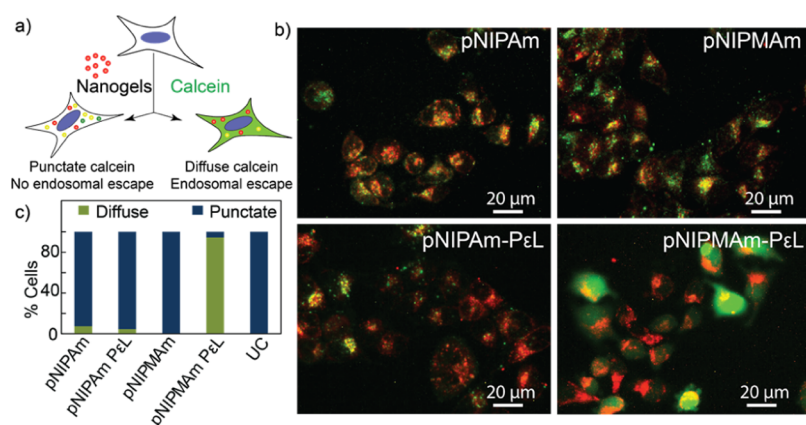 a)
Nanogels
Calcein
Punctate calcein
No endosomal escape
Diffuse calcein
Endosomal escape
b)
pNIPAm
20 µm
pNIPMAm
20 µm
pNIPAm-PεL
20 µm
pNIPMAm-PεL
20 µm
c)
Diffuse
Punctate
% Cells
80
40
0
pNIPAm
pNIPAm PεL
pNIPMAm
pNIPMAm PεL
UC